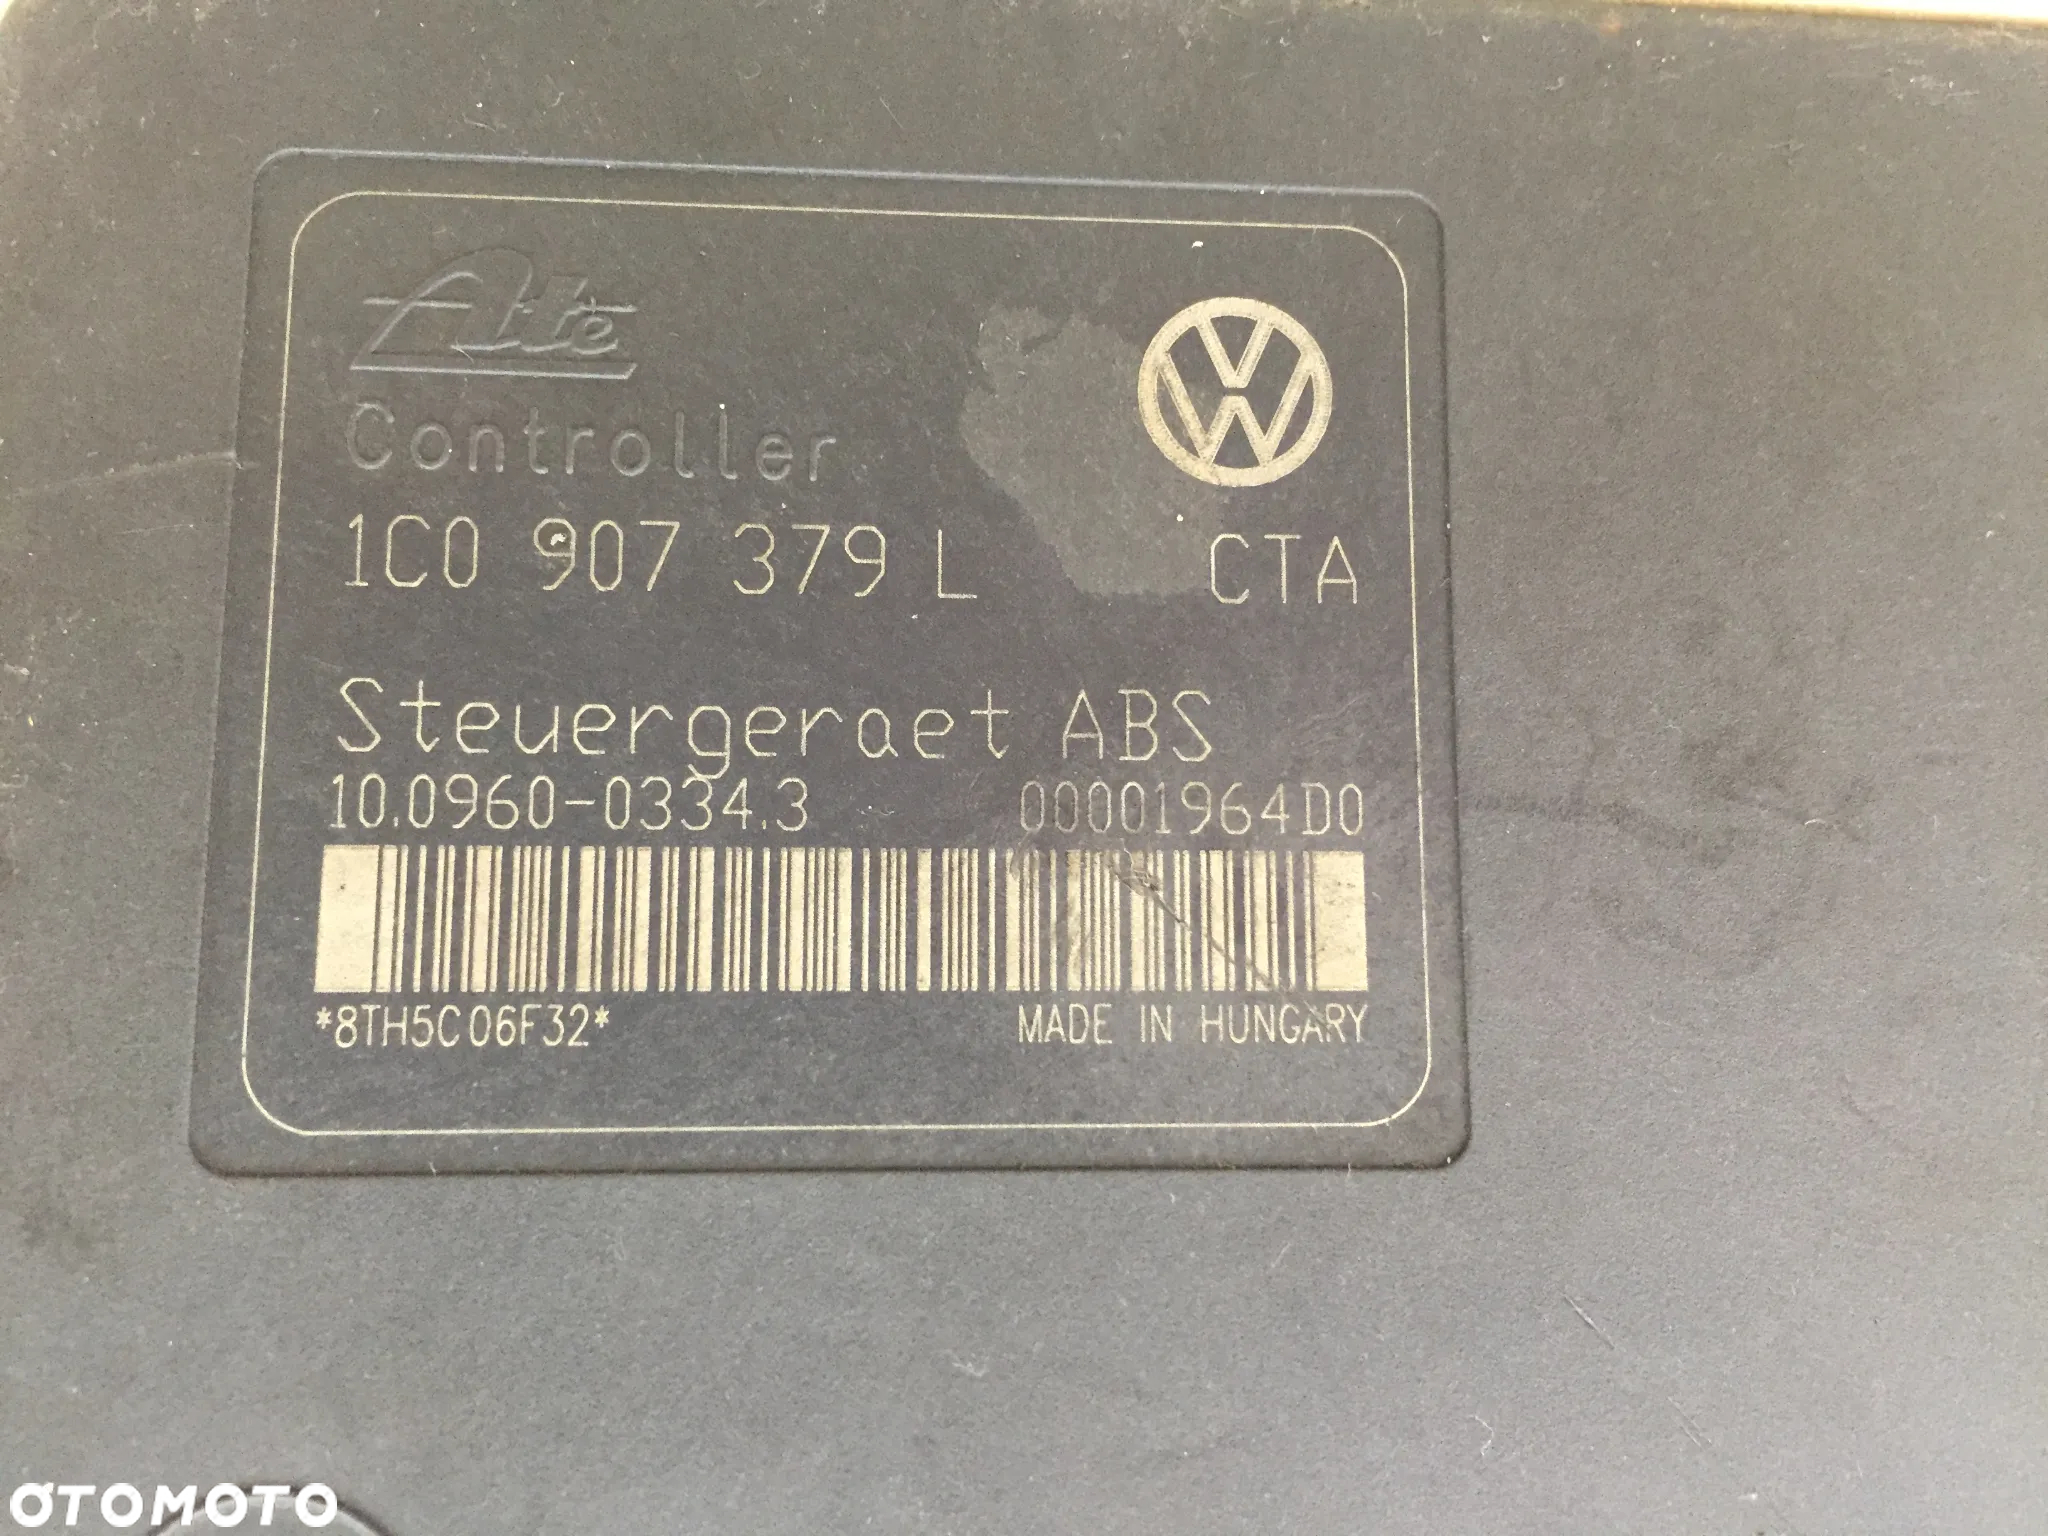 Ate
Controller
1C0 907 379 L CTA
Steuergeraet ABS
10.0960-0334.3 00001964D0
*8TH5C06F32* MADE IN HUNGARY
OTOMOTO